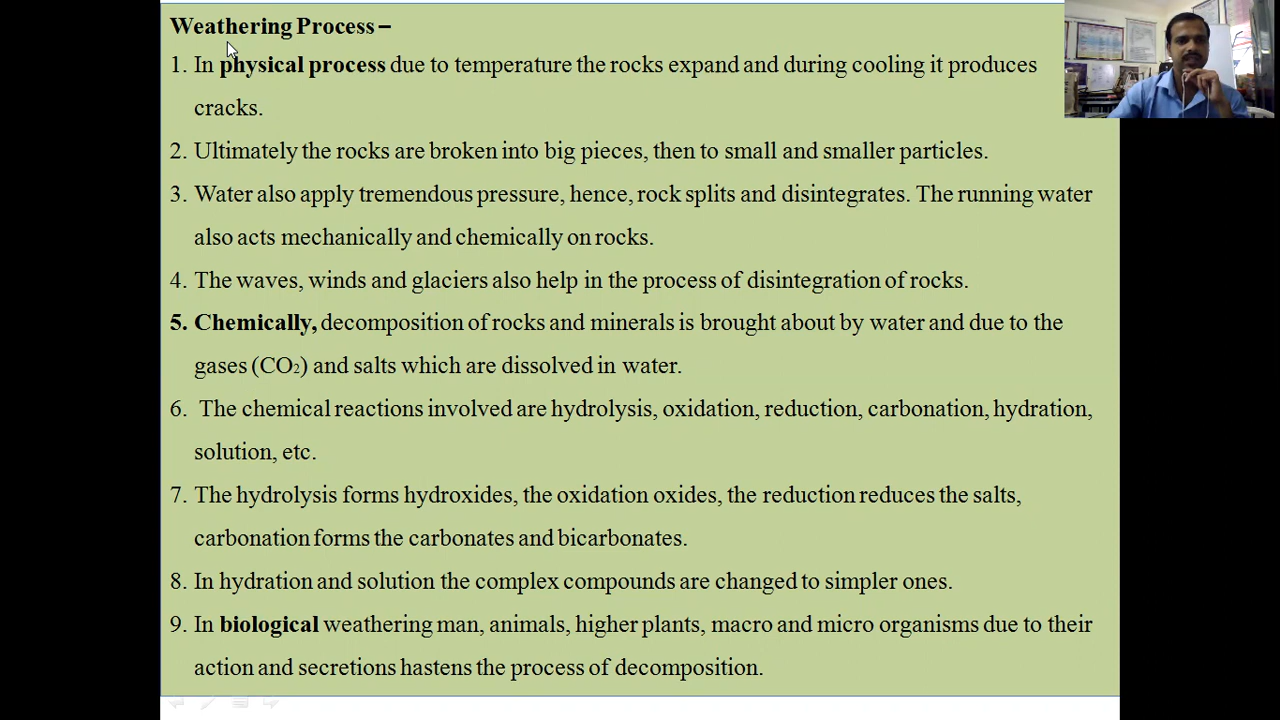 Weathering Process –
1. In physical process due to temperature the rocks expand and during cooling it produces
cracks.
2. Ultimately the rocks are broken into big pieces, then to small and smaller particles.
3. Water also apply tremendous pressure, hence, rock splits and disintegrates. The running water
also acts mechanically and chemically on rocks.
4. The waves, winds and glaciers also help in the process of disintegration of rocks.
5. Chemically, decomposition of rocks and minerals is brought about by water and due to the
gases (CO₂) and salts which are dissolved in water.
6. The chemical reactions involved are hydrolysis, oxidation, reduction, carbonation, hydration,
solution, etc.
7. The hydrolysis forms hydroxides, the oxidation oxides, the reduction reduces the salts,
carbonation forms the carbonates and bicarbonates.
8. In hydration and solution the complex compounds are changed to simpler ones.
9. In biological weathering man, animals, higher plants, macro and micro organisms due to their
action and secretions hastens the process of decomposition.